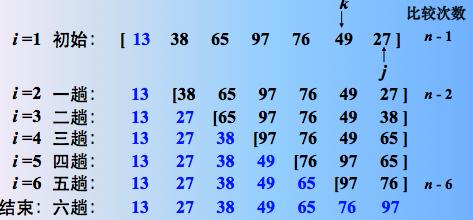 k 比较次数
i=1 初始： [ 13 38 65 97 76 49 27 ] n - 1
j
i=2 一趟： 13 [38 65 97 76 49 27 ] n - 2
i=3 二趟： 13 27 [65 97 76 49 38 ]
i=4 三趟： 13 27 38 [97 76 49 65 ]
i=5 四趟： 13 27 38 49 [76 97 65 ]
i=6 五趟： 13 27 38 49 65 [97 76 ] n - 6
结束：六趟： 13 27 38 49 65 76 97